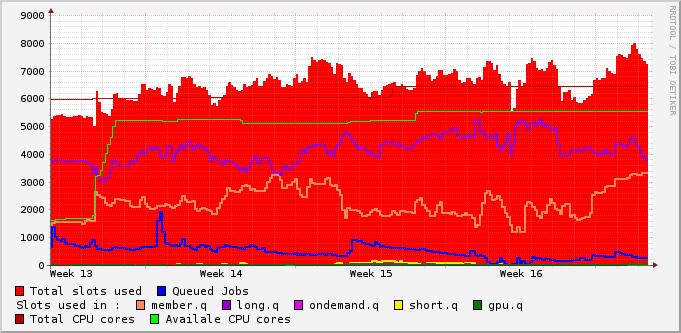 9000
8000
7000
6000
5000
4000
3000
2000
1000
0
Week 13 Week 14 Week 15 Week 16
Total slots used Queued Jobs
Slots used in : member.q long.q ondemand.q short.q gpu.q
Total CPU cores Availale CPU cores
RRDTOOL / TOBI OETIKER